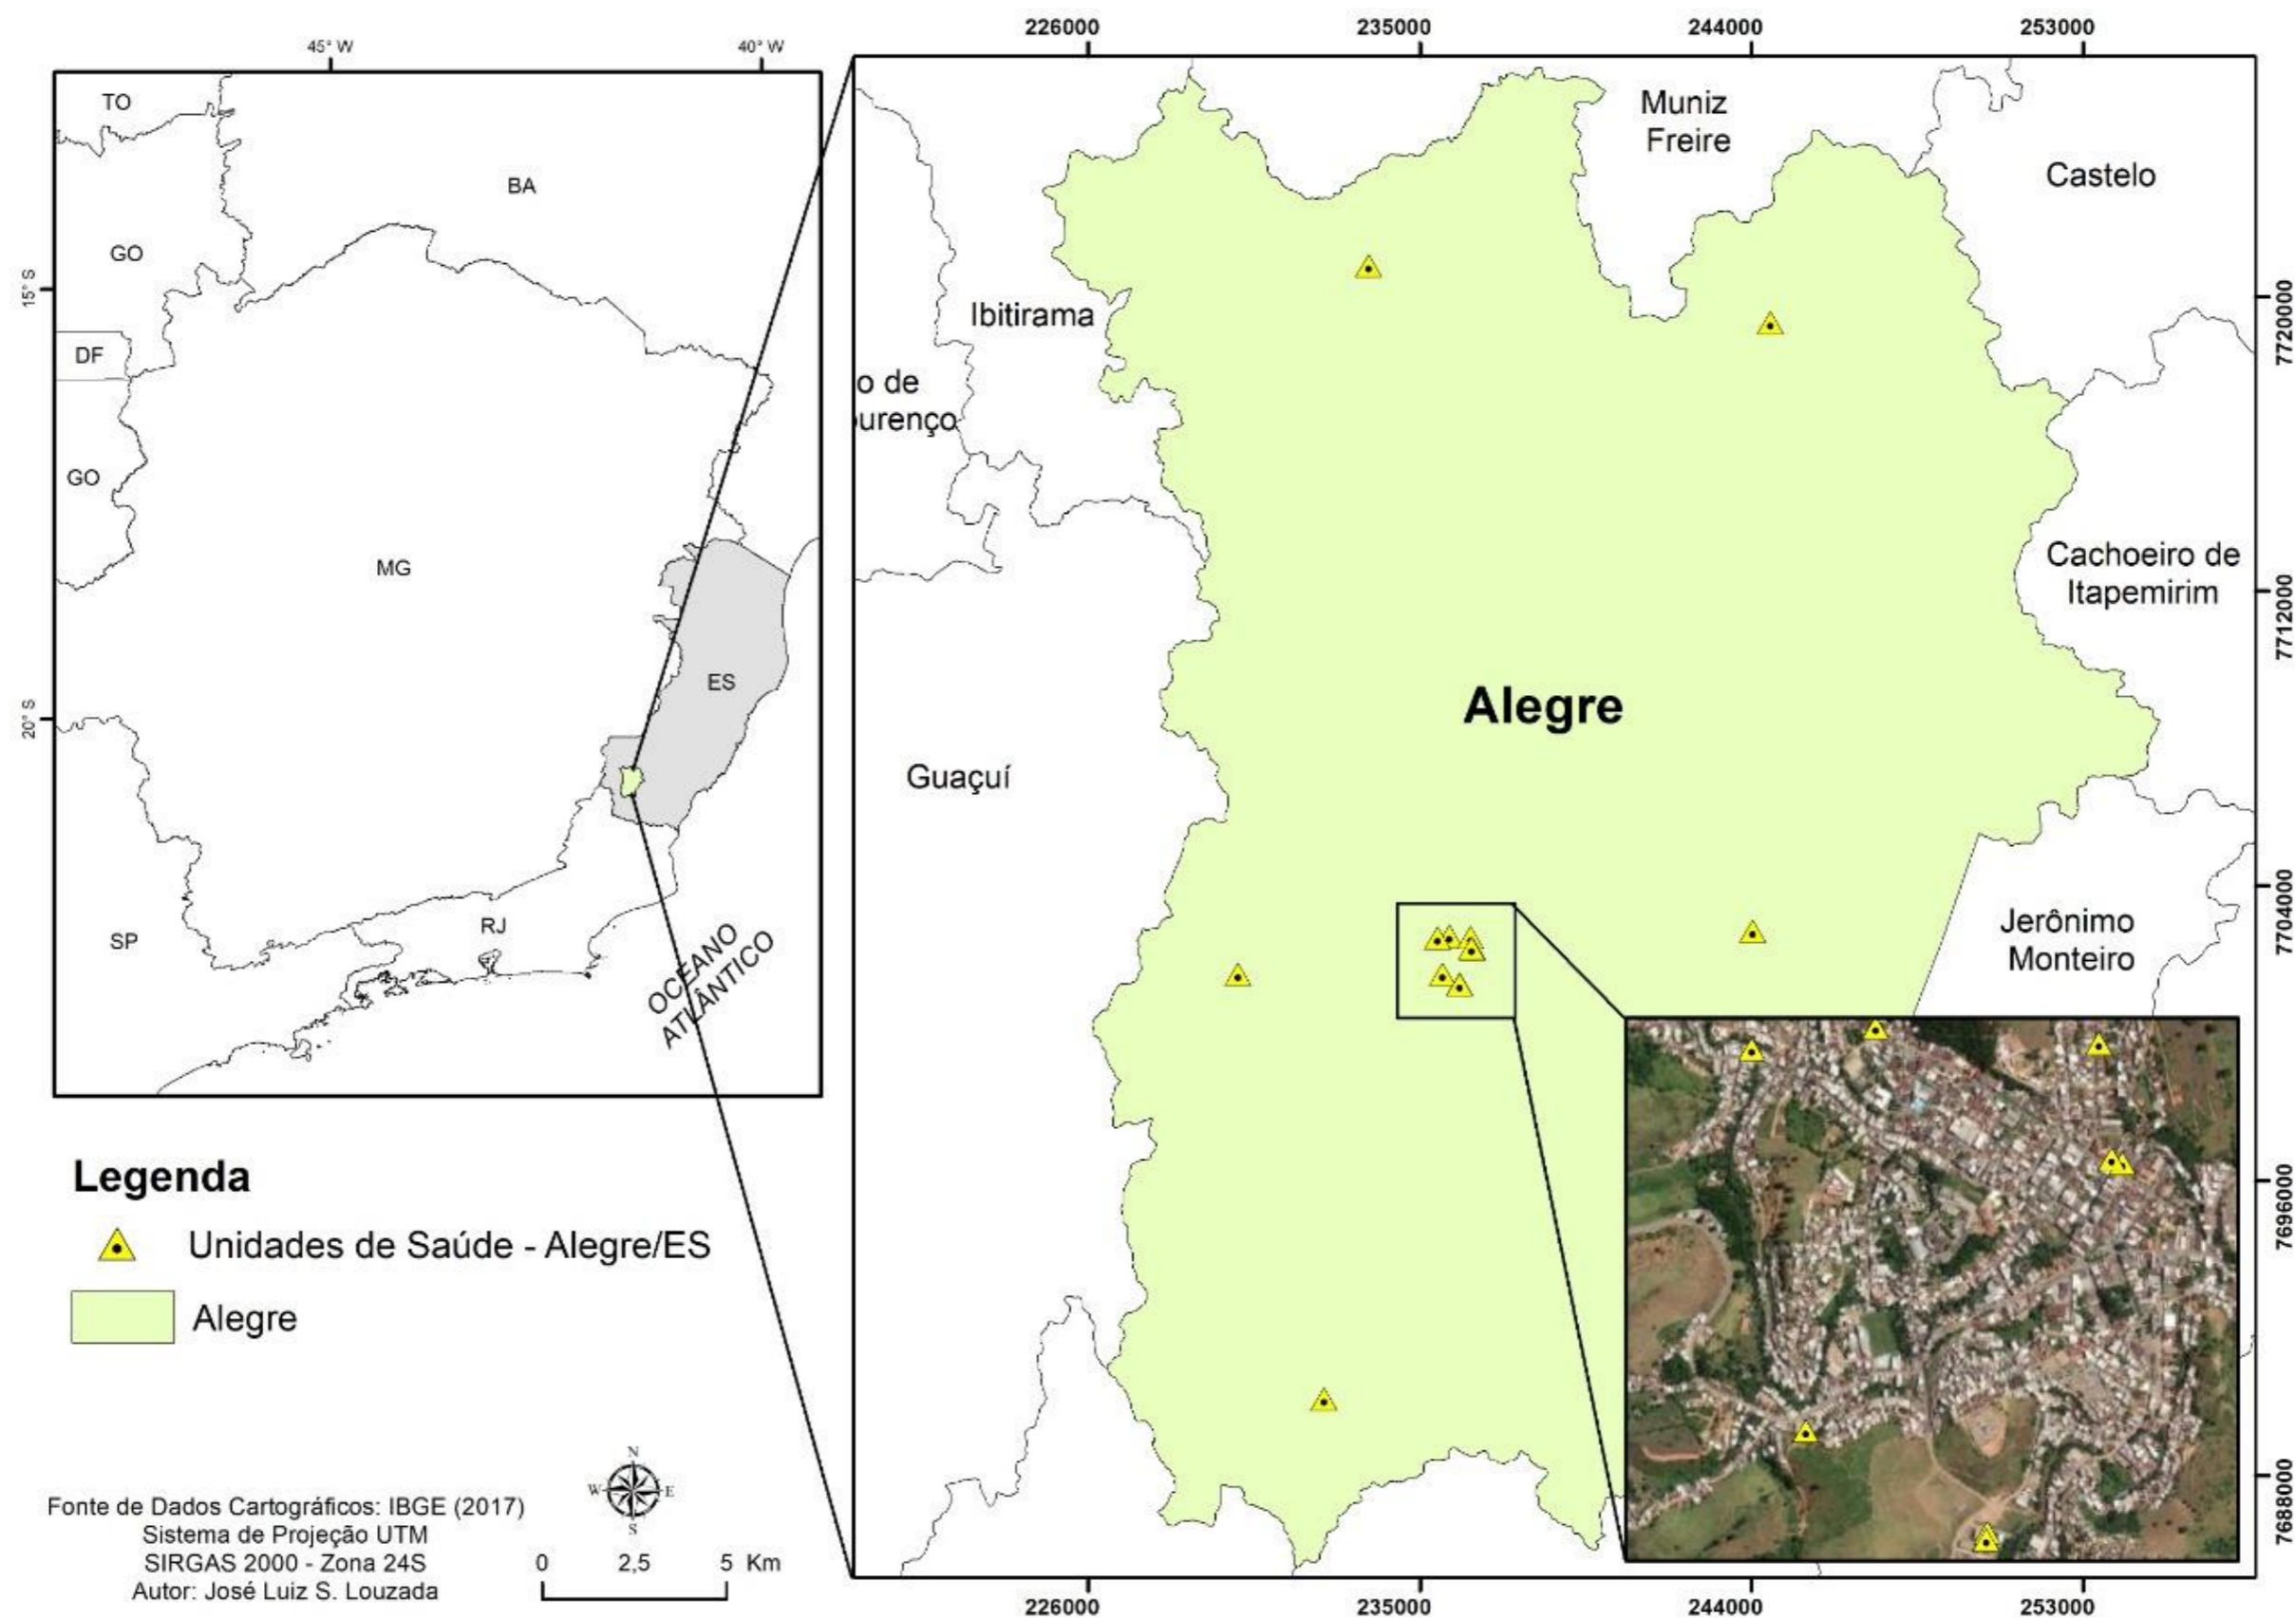 45° W
40° W
15° S
20° S
TO
BA
GO
DF
GO
MG
ES
SP
RJ
OCEANO
ATLÂNTICO
226000
235000
244000
253000
Muniz
Freire
Castelo
Ibitirama
o de
urenço
Cachoeiro de
Itapemirim
Alegre
Guaçuí
Jerônimo
Monteiro
7720000
7712000
7704000
7696000
7688000
226000
235000
244000
253000
Legenda
Unidades de Saúde - Alegre/ES
Alegre
N
W
E
S
Fonte de Dados Cartográficos: IBGE (2017)
Sistema de Projeção UTM
SIRGAS 2000 - Zona 24S
Autor: José Luiz S. Louzada
0 2,5 5 Km